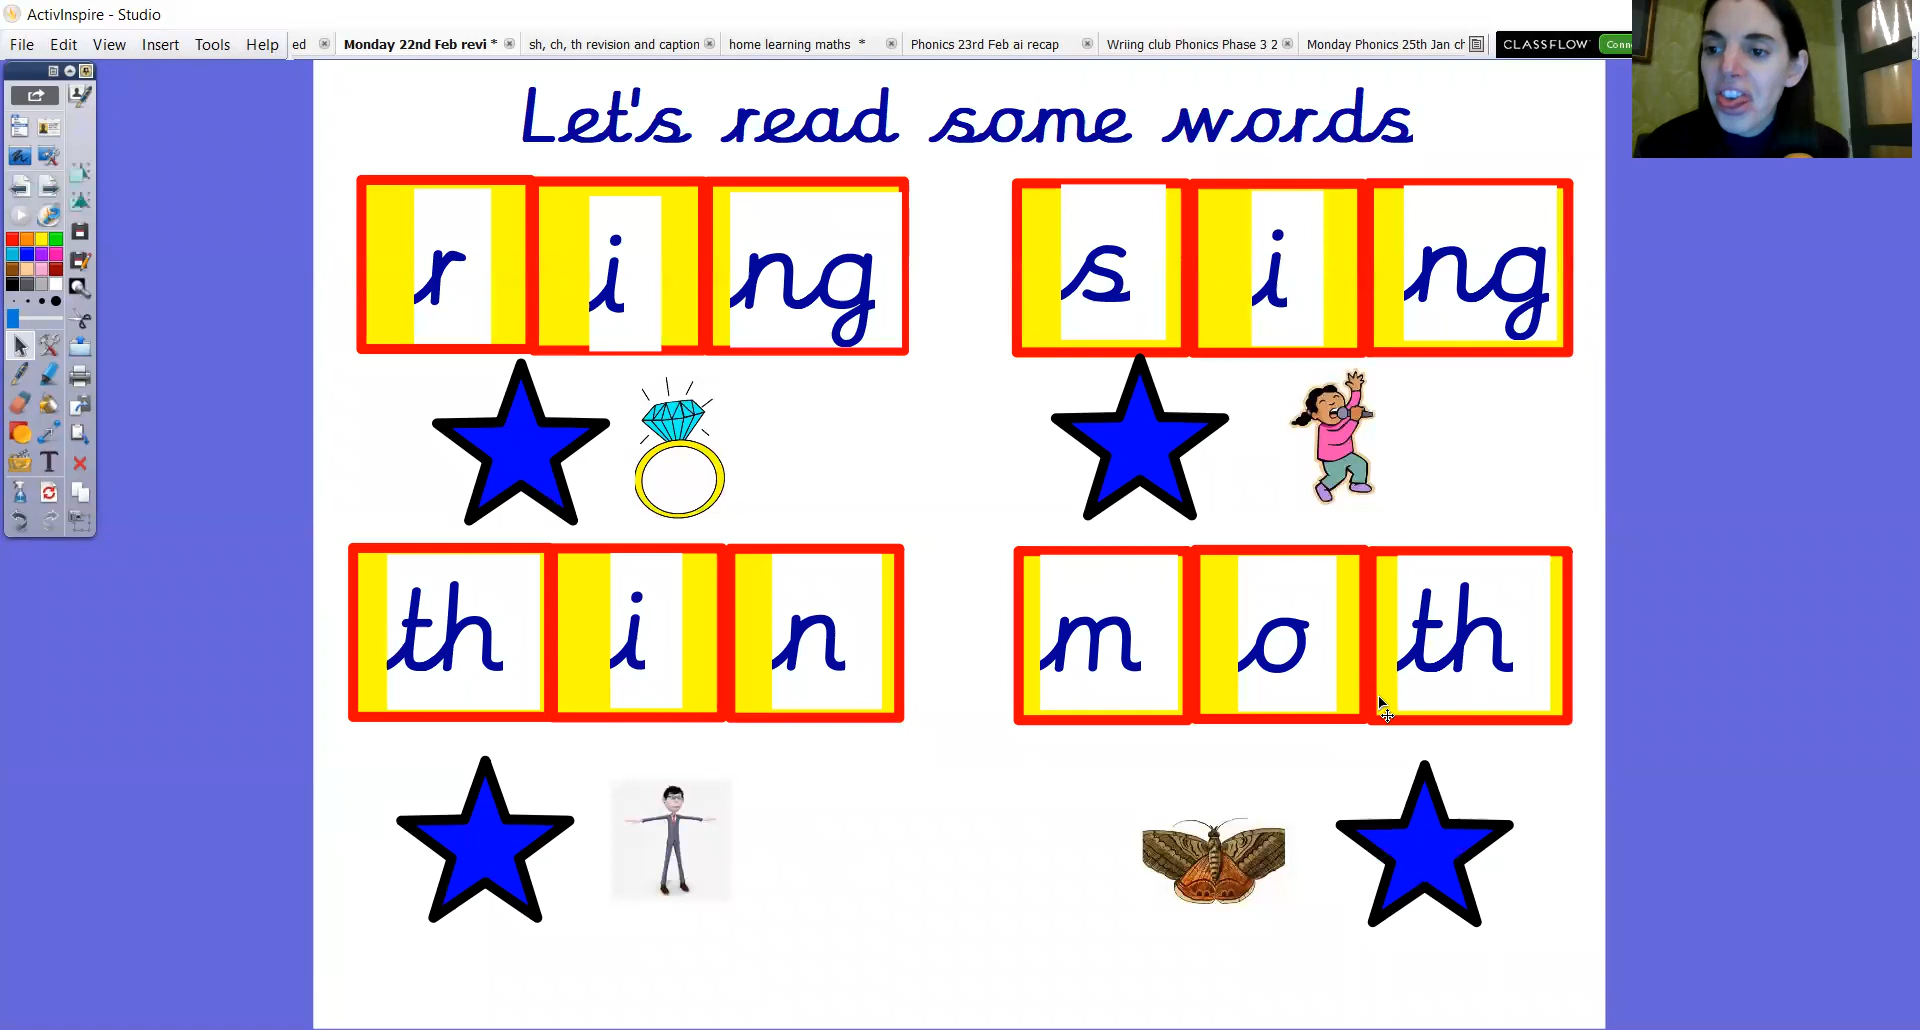 ActivInspire - Studio
File Edit View Insert Tools Help
ed Monday 22nd Feb revi * sh, ch, th revision and caption home learning maths * Phonics 23rd Feb ai recap Wriing club Phonics Phase 3 2 Monday Phonics 25th Jan ch CLASSFLOW Conn
Let's read some words
r i ng
s i ng
th i n
m o th